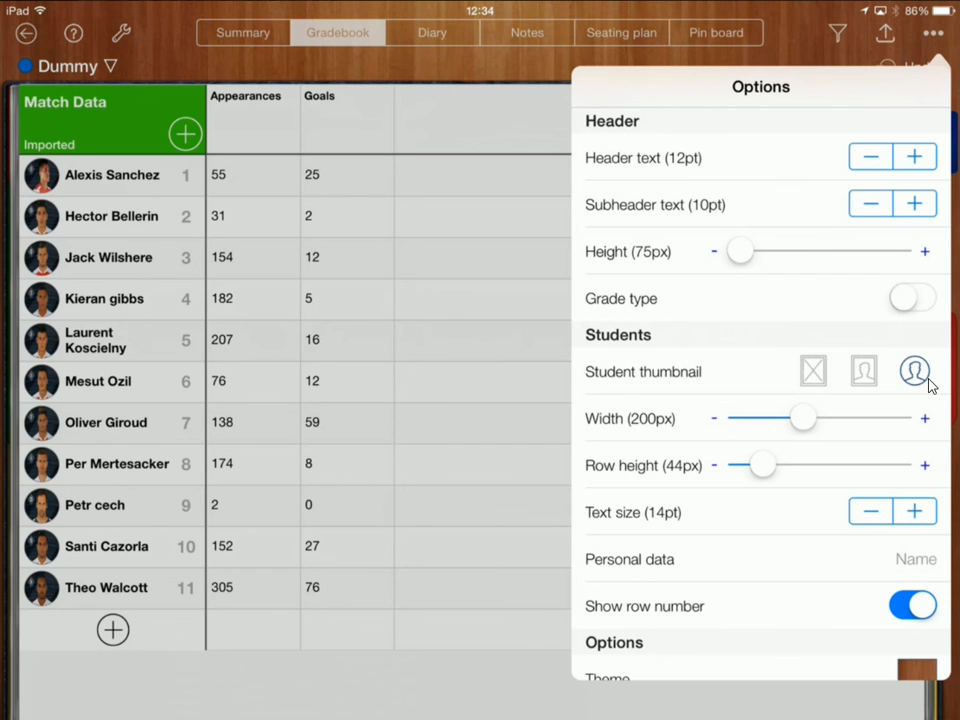 iPad 12:34 86%
Summary Gradebook Diary Notes Seating plan Pin board
Dummy ▽
Match Data
Imported
Appearances Goals
Alexis Sanchez 1 55 25
Hector Bellerin 2 31 2
Jack Wilshere 3 154 12
Kieran gibbs 4 182 5
Laurent
Koscielny 5 207 16
Mesut Ozil 6 76 12
Oliver Giroud 7 138 59
Per Mertesacker 8 174 8
Petr cech 9 2 0
Santi Cazorla 10 152 27
Theo Walcott 11 305 76
Options
Header
Header text (12pt) − +
Subheader text (10pt) − +
Height (75px) - +
Grade type
Students
Student thumbnail
Width (200px) - +
Row height (44px) - +
Text size (14pt) − +
Personal data Name
Show row number
Options
Theme